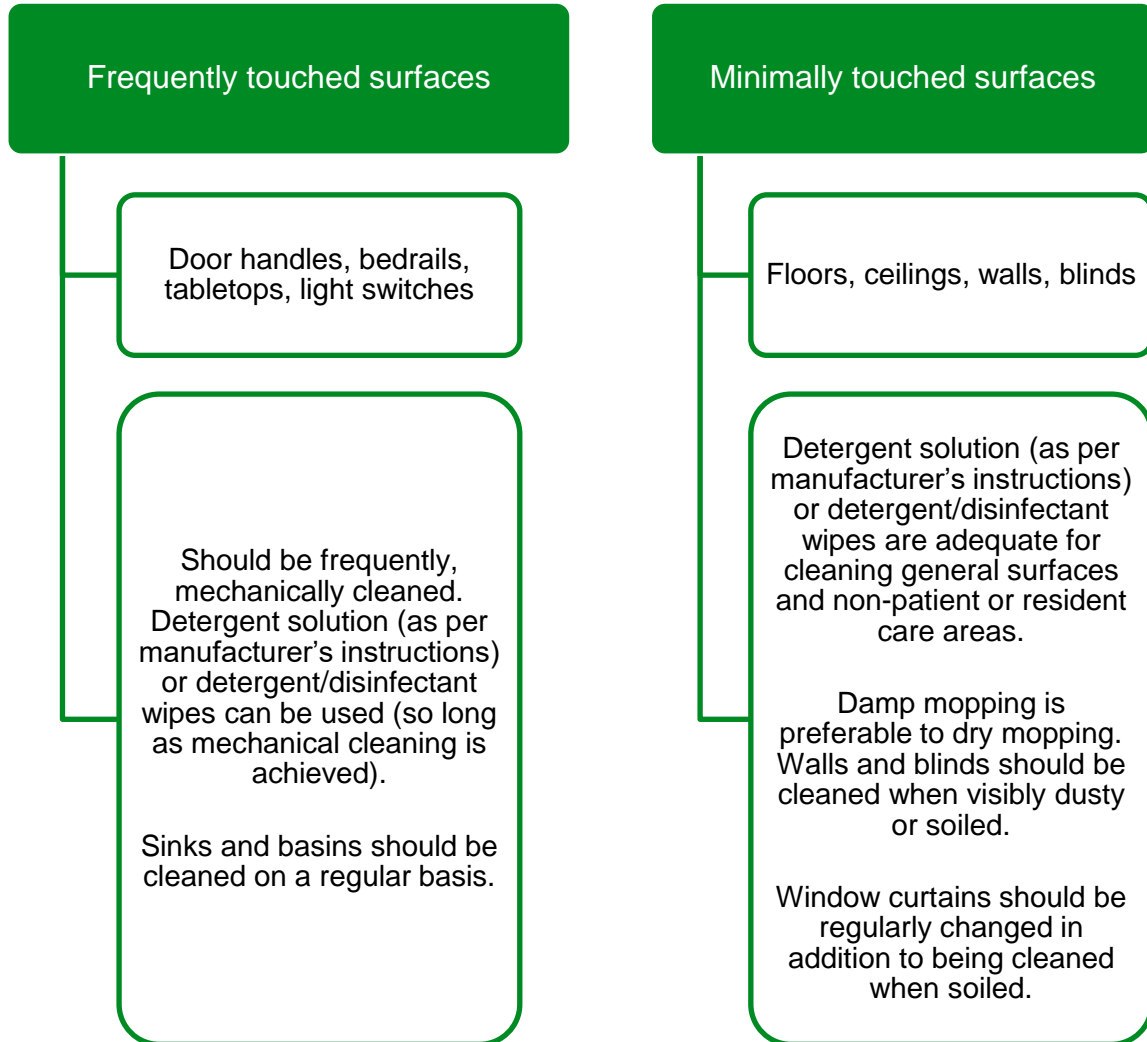 Frequently touched surfaces
Door handles, bedrails,
tabletops, light switches
Should be frequently,
mechanically cleaned.
Detergent solution (as per
manufacturer’s instructions)
or detergent/disinfectant
wipes can be used (so long
as mechanical cleaning is
achieved).
Sinks and basins should be
cleaned on a regular basis.
Minimally touched surfaces
Floors, ceilings, walls, blinds
Detergent solution (as per
manufacturer’s instructions)
or detergent/disinfectant
wipes are adequate for
cleaning general surfaces
and non-patient or resident
care areas.
Damp mopping is
preferable to dry mopping.
Walls and blinds should be
cleaned when visibly dusty
or soiled.
Window curtains should be
regularly changed in
addition to being cleaned
when soiled.